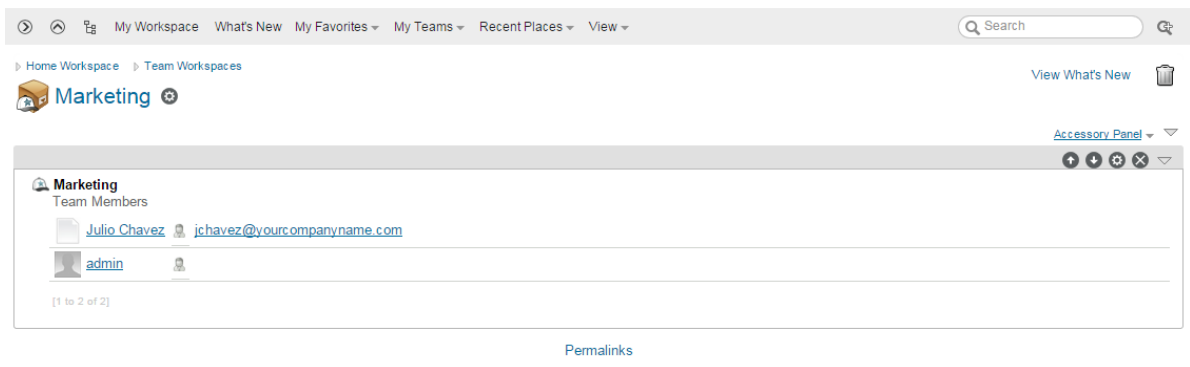 My Workspace What's New My Favorites My Teams Recent Places View Search
Home Workspace Team Workspaces
View What's New
Marketing
Accessory Panel
Marketing
Team Members
Julio Chavez jchavez@yourcompanyname.com
admin
[1 to 2 of 2]
Permalinks